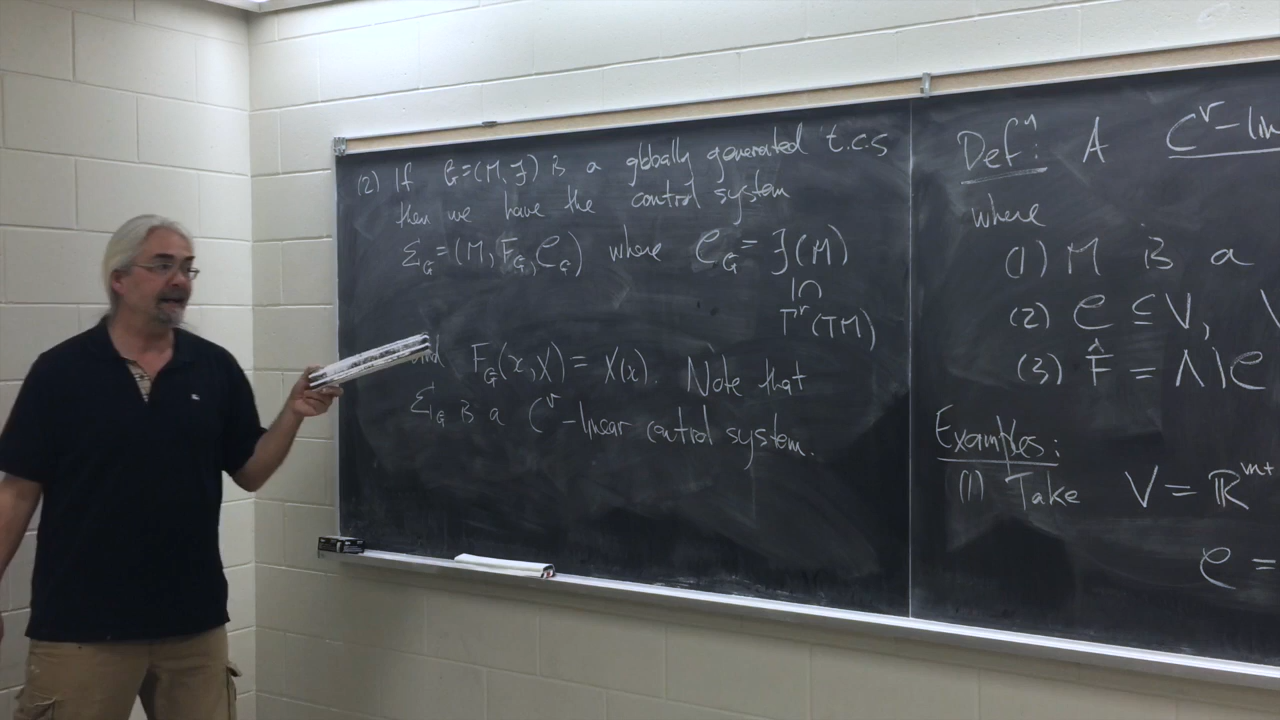 (2) If G=(M,F) is a globally generated t.c.s
then we have the control system
Σ_G=(M,F_G,C_G) where C_G=F(M)
⊆
Γ^r(TM)
and F_G(x,X)=X(x). Note that
Σ_G is a C^r-linear control system.
Defⁿ: A C^r-lin
where
(1) M is a
(2) C⊆V,
(3) F̂ = Λ|C
Examples:
(1) Take V=ℝ^m+
C=